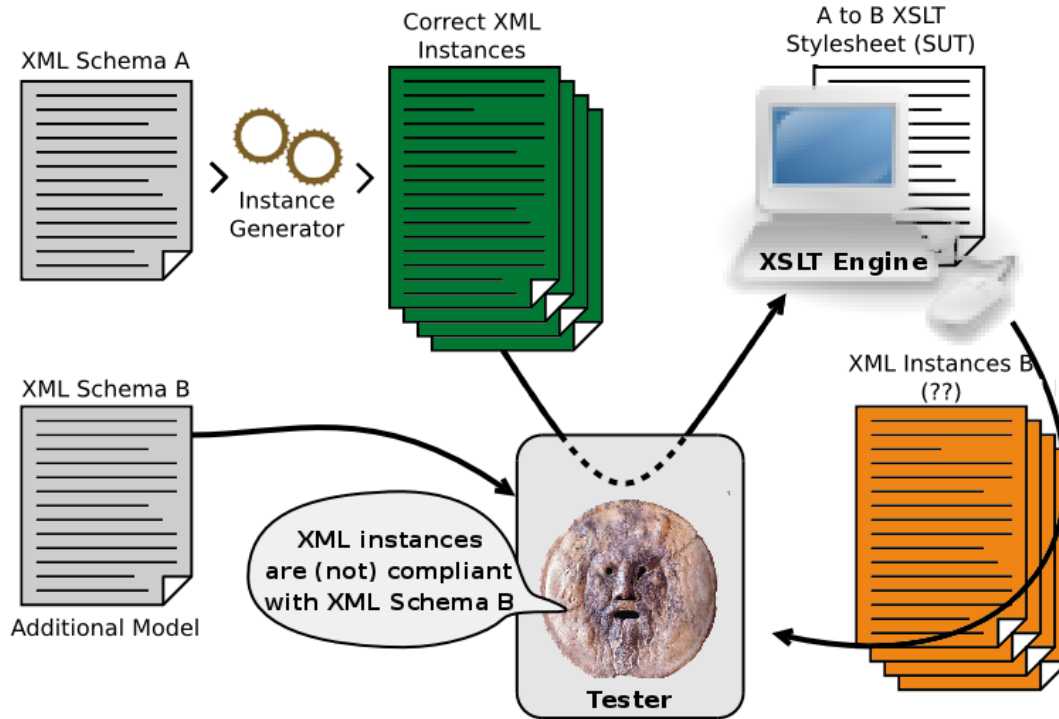 XML Schema A
Instance
Generator
Correct XML
Instances
A to B XSLT
Stylesheet (SUT)
XSLT Engine
XML Schema B
Additional Model
XML instances
are (not) compliant
with XML Schema B
Tester
XML Instances B
(??)